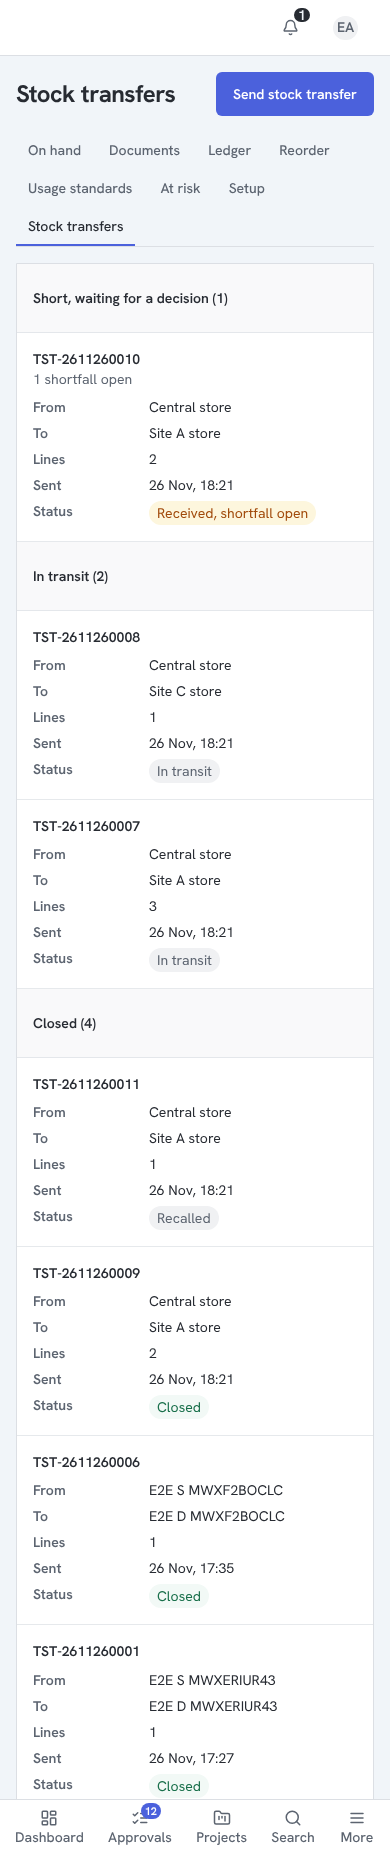 1
EA
Stock transfers
Send stock transfer
On hand Documents Ledger Reorder
Usage standards At risk Setup
Stock transfers
Short, waiting for a decision (1)
TST-2611260010
1 shortfall open
From Central store
To Site A store
Lines 2
Sent 26 Nov, 18:21
Status Received, shortfall open
In transit (2)
TST-2611260008
From Central store
To Site C store
Lines 1
Sent 26 Nov, 18:21
Status In transit
TST-2611260007
From Central store
To Site A store
Lines 3
Sent 26 Nov, 18:21
Status In transit
Closed (4)
TST-2611260011
From Central store
To Site A store
Lines 1
Sent 26 Nov, 18:21
Status Recalled
TST-2611260009
From Central store
To Site A store
Lines 2
Sent 26 Nov, 18:21
Status Closed
TST-2611260006
From E2E S MWXF2BOCLC
To E2E D MWXF2BOCLC
Lines 1
Sent 26 Nov, 17:35
Status Closed
TST-2611260001
From E2E S MWXERIUR43
To E2E D MWXERIUR43
Lines 1
Sent 26 Nov, 17:27
Status Closed
12
Dashboard Approvals Projects Search More